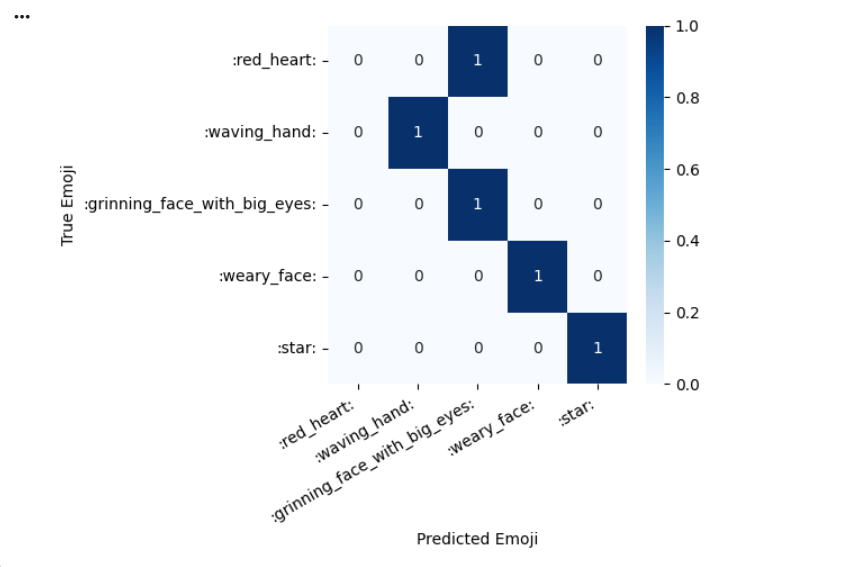 ...
:red_heart: 0 0 1 0 0
:waving_hand: 0 1 0 0 0
:grinning_face_with_big_eyes: 0 0 1 0 0
:weary_face: 0 0 0 1 0
:star: 0 0 0 0 1
True Emoji
:red_heart:
:waving_hand:
:grinning_face_with_big_eyes:
:weary_face:
:star:
Predicted Emoji
1.0
0.8
0.6
0.4
0.2
0.0